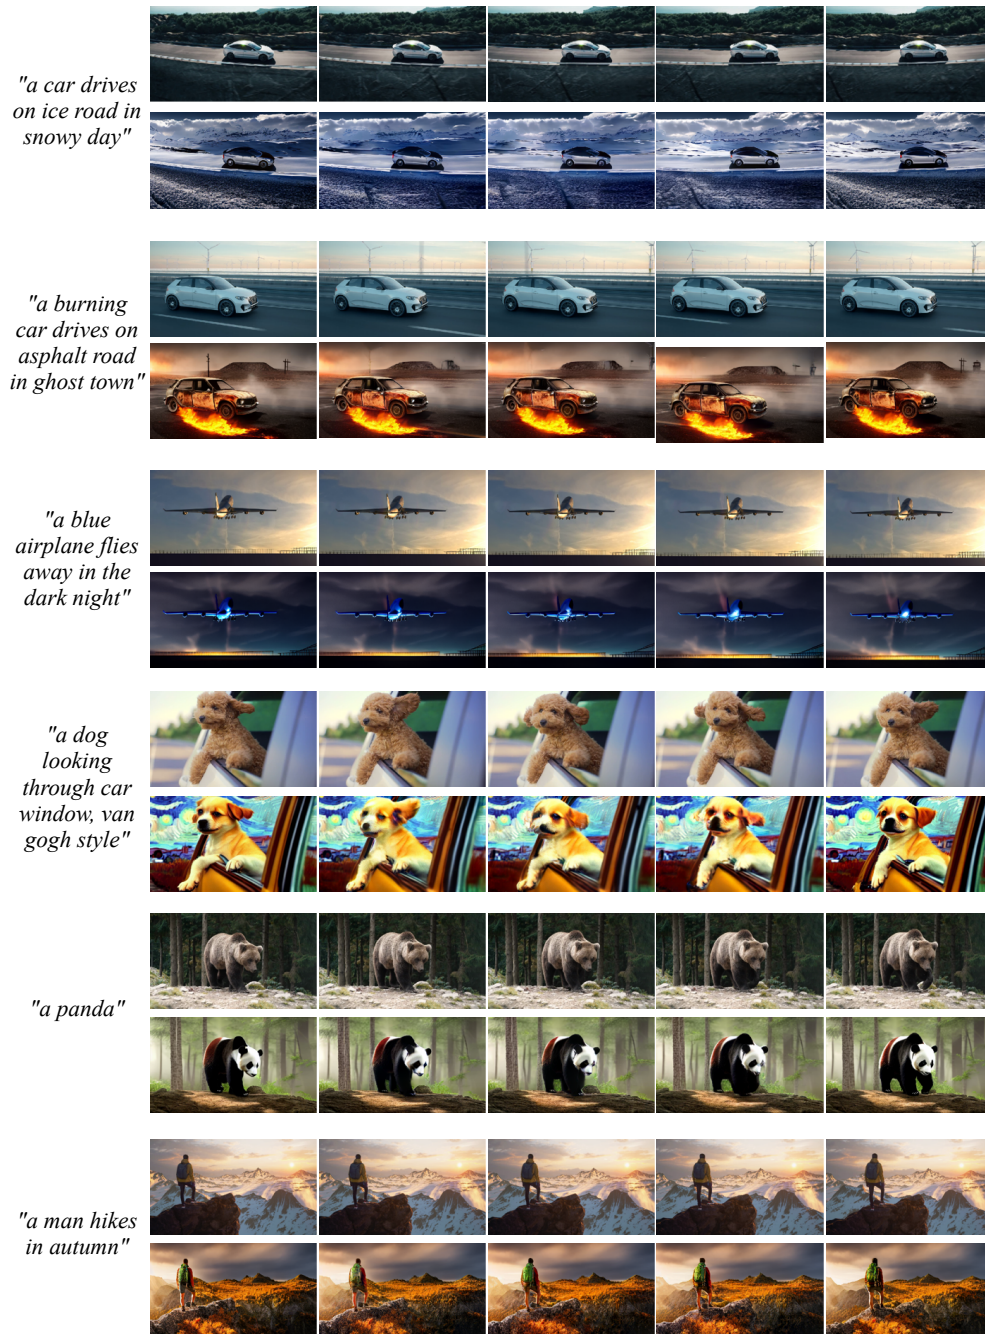 "a car drives
on ice road in
snowy day"
"a burning
car drives on
asphalt road
in ghost town"
"a blue
airplane flies
away in the
dark night"
"a dog
looking
through car
window, van
gogh style"
"a panda"
"a man hikes
in autumn"